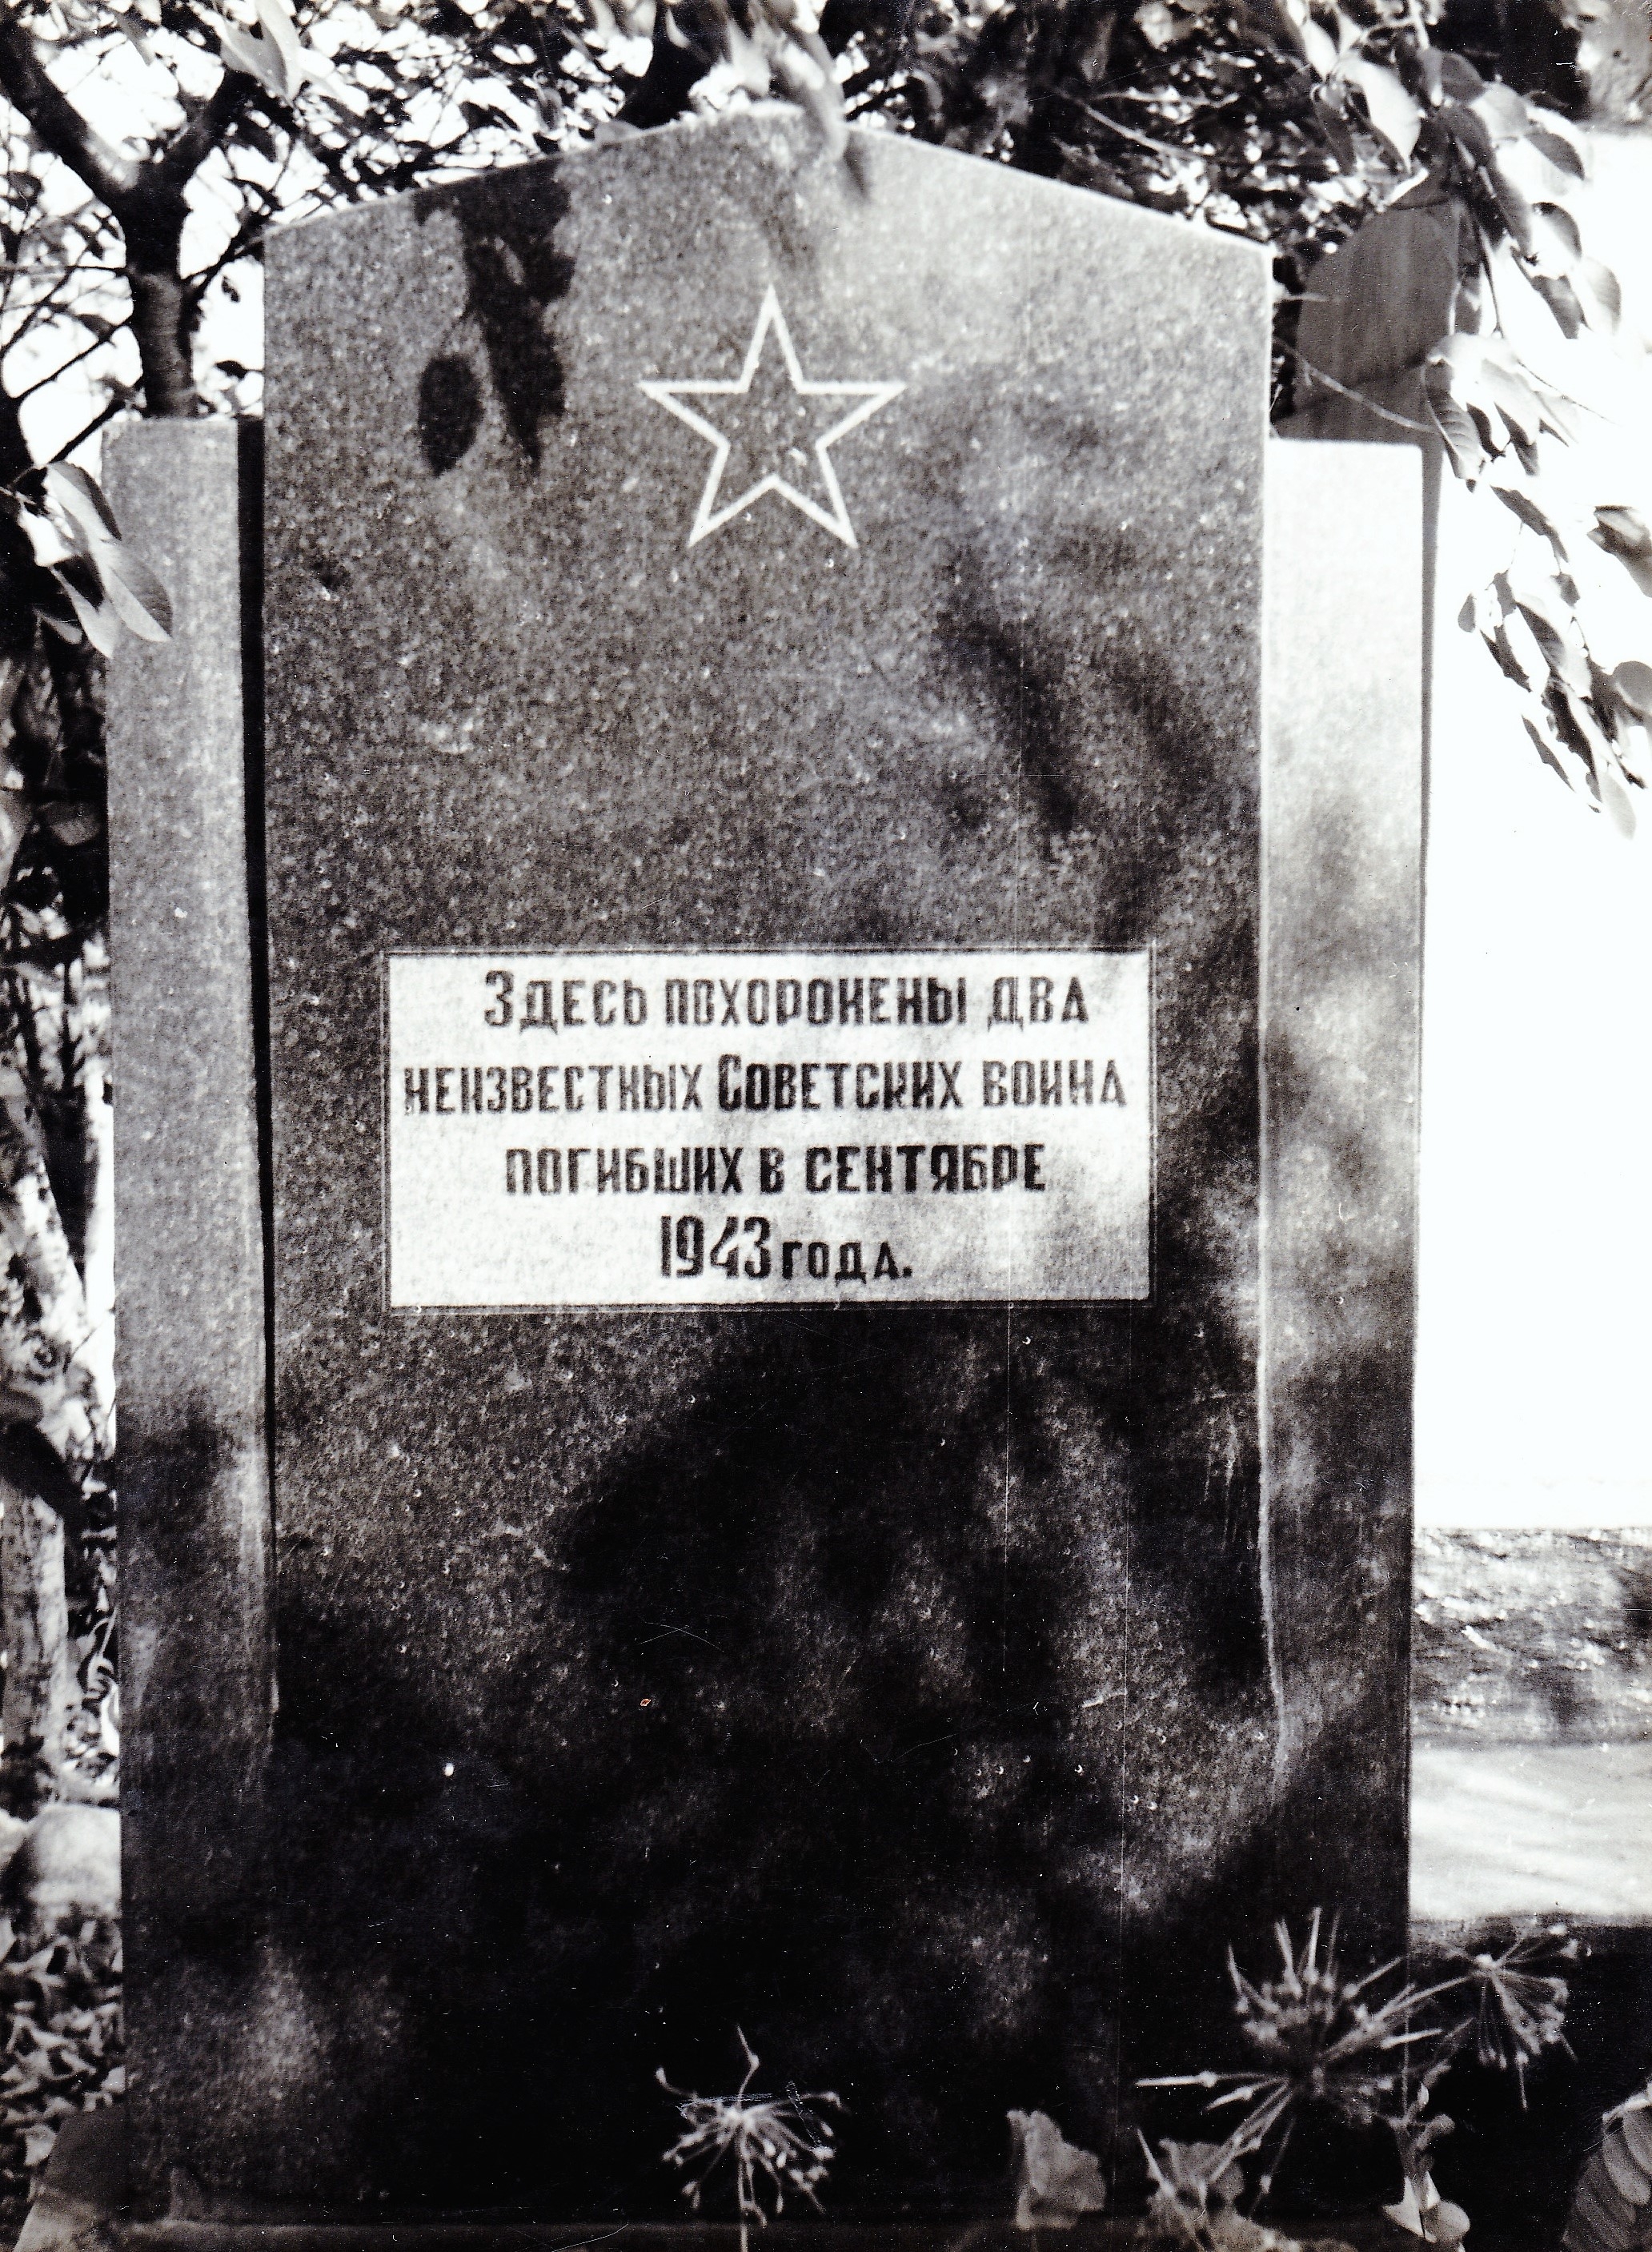 Здесь похоронены два
неизвестных Советских воина
погибших в сентябре
1943 года.